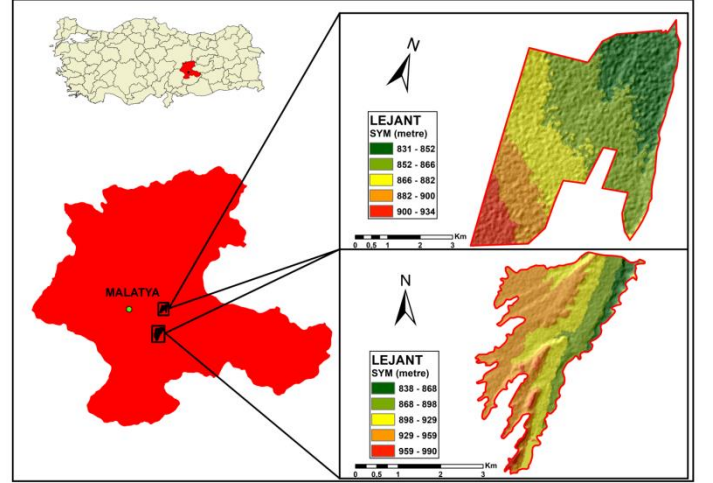 N
LEJANT
SYM (metre)
831 - 852
852 - 866
866 - 882
882 - 900
900 - 934
0 0,5 1 2 3 Km
MALATYA
N
LEJANT
SYM (metre)
838 - 868
868 - 898
898 - 929
929 - 959
959 - 990
0 0,5 1 2 3 Km